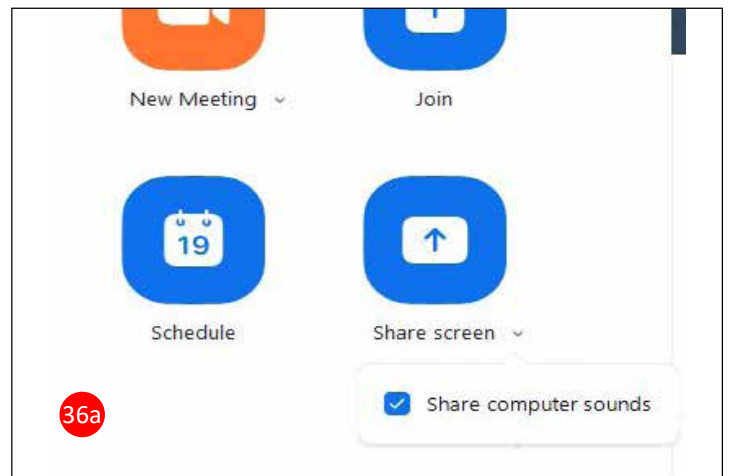 New Meeting
Join
19
Schedule
Share screen
36a
Share computer sounds